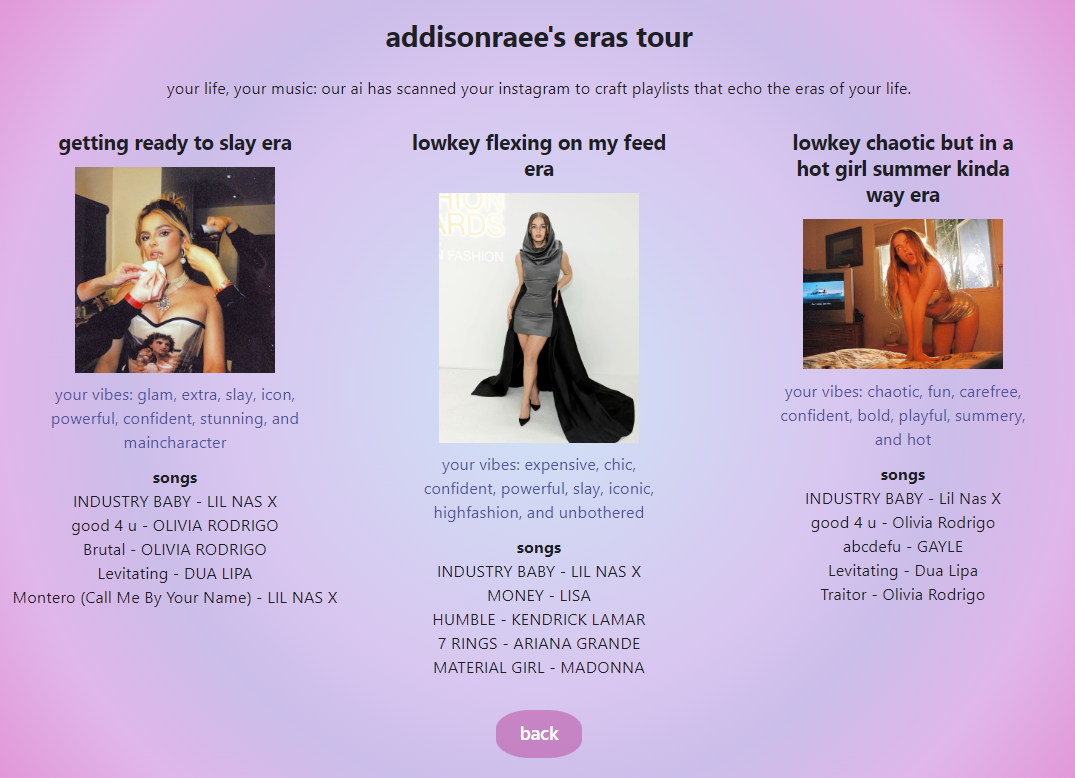 addisonraee's eras tour
your life, your music: our ai has scanned your instagram to craft playlists that echo the eras of your life.
getting ready to slay era
your vibes: glam, extra, slay, icon,
powerful, confident, stunning, and
maincharacter
songs
INDUSTRY BABY - LIL NAS X
good 4 u - OLIVIA RODRIGO
Brutal - OLIVIA RODRIGO
Levitating - DUA LIPA
Montero (Call Me By Your Name) - LIL NAS X
lowkey flexing on my feed
era
HION
ARDS
FASHION
your vibes: expensive, chic,
confident, powerful, slay, iconic,
highfashion, and unbothered
songs
INDUSTRY BABY - LIL NAS X
MONEY - LISA
HUMBLE - KENDRICK LAMAR
7 RINGS - ARIANA GRANDE
MATERIAL GIRL - MADONNA
lowkey chaotic but in a
hot girl summer kinda
way era
your vibes: chaotic, fun, carefree,
confident, bold, playful, summery,
and hot
songs
INDUSTRY BABY - Lil Nas X
good 4 u - Olivia Rodrigo
abcdefu - GAYLE
Levitating - Dua Lipa
Traitor - Olivia Rodrigo
back